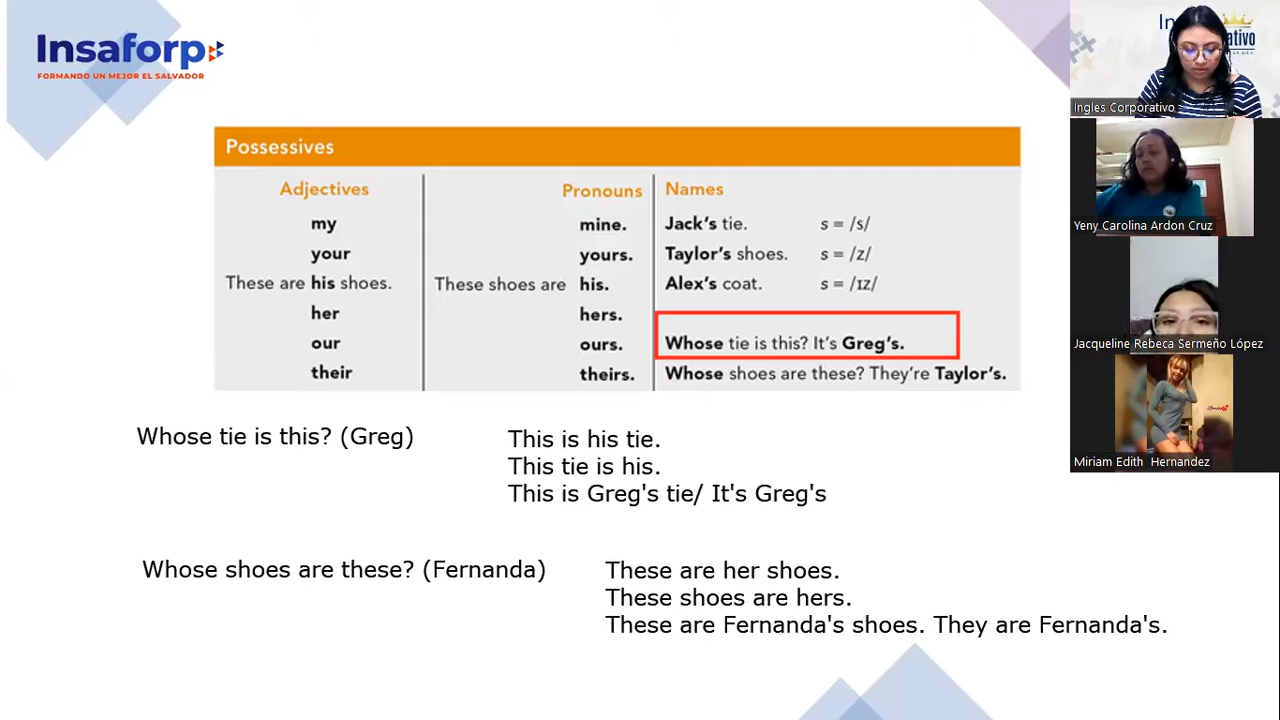 Insaforp
FORMANDO UN MEJOR EL SALVADOR
Possessives
Adjectives
my
your
These are his shoes.
her
our
their
Pronouns
mine.
yours.
These shoes are his.
hers.
ours.
theirs.
Names
Jack's tie. s = /s/
Taylor's shoes. s = /z/
Alex's coat. s = /ɪz/
Whose tie is this? It's Greg's.
Whose shoes are these? They're Taylor's.
Whose tie is this? (Greg)
This is his tie.
This tie is his.
This is Greg's tie/ It's Greg's
Whose shoes are these? (Fernanda)
These are her shoes.
These shoes are hers.
These are Fernanda's shoes. They are Fernanda's.
Ingles Corporativo
Yeny Carolina Ardon Cruz
Jacqueline Rebeca Sermeño López
Miriam Edith Hernandez